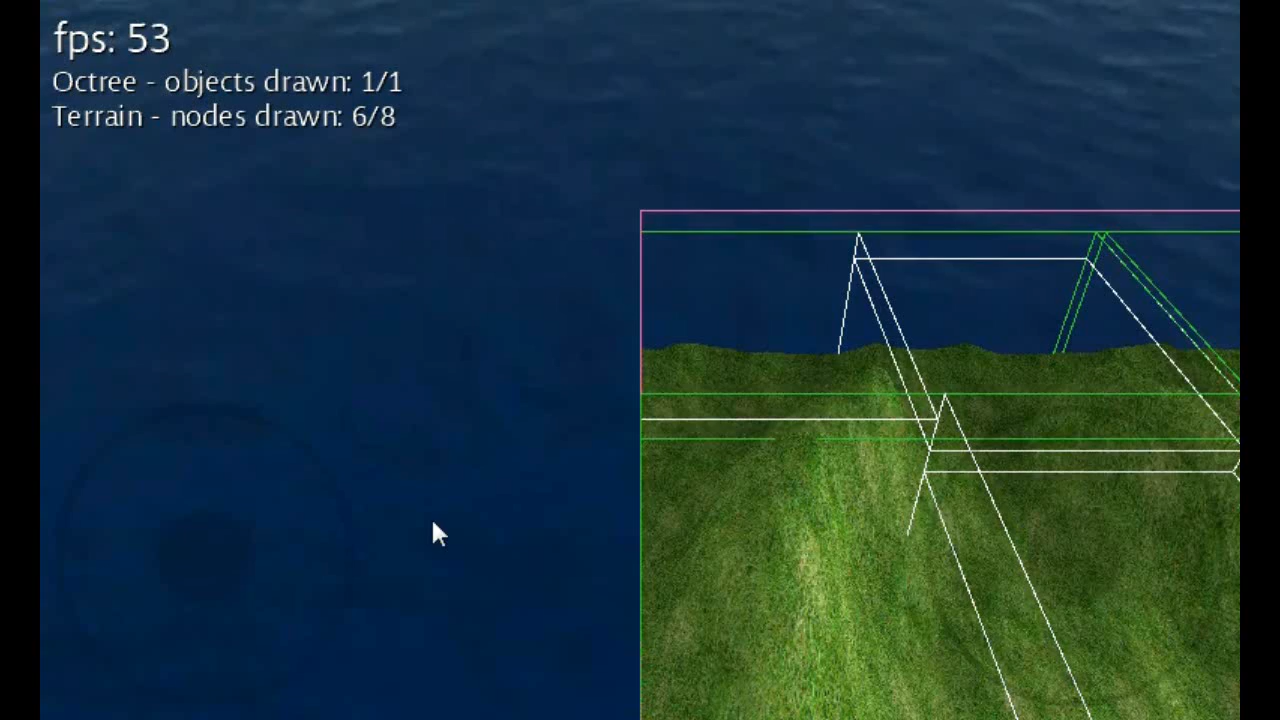 fps: 53
Octree - objects drawn: 1/1
Terrain - nodes drawn: 6/8